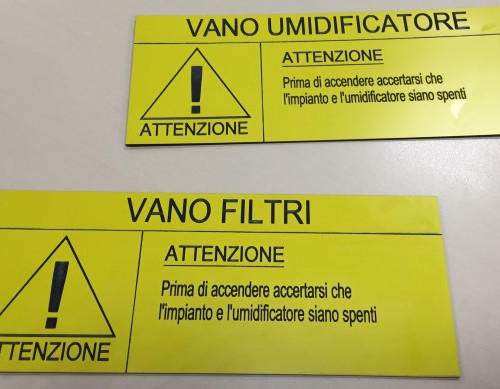 VANO UMIDIFICATORE
ATTENZIONE
Prima di accendere accertarsi che
l'impianto e l'umidificatore siano spenti
!
ATTENZIONE
VANO FILTRI
ATTENZIONE
Prima di accendere accertarsi che
l'impianto e l'umidificatore siano spenti
!
TTENZIONE